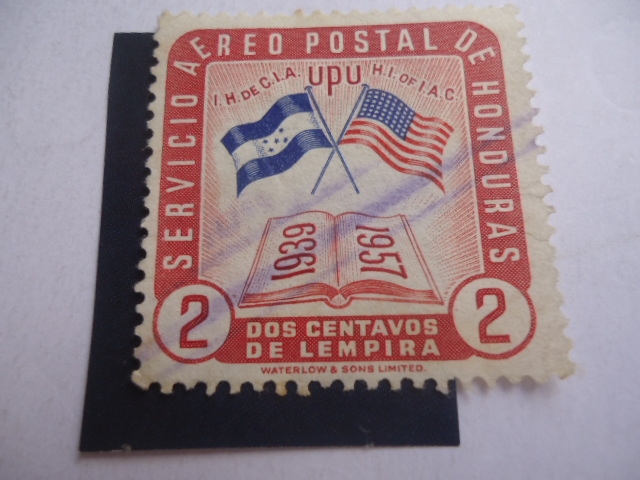 SERVICIO AEREO POSTAL DE HONDURAS
I.H. DE C.I.A. UPU H.I. OF I.A.C.
1939 1957
2 2
DOS CENTAVOS
DE LEMPIRA
WATERLOW & SONS LIMITED.